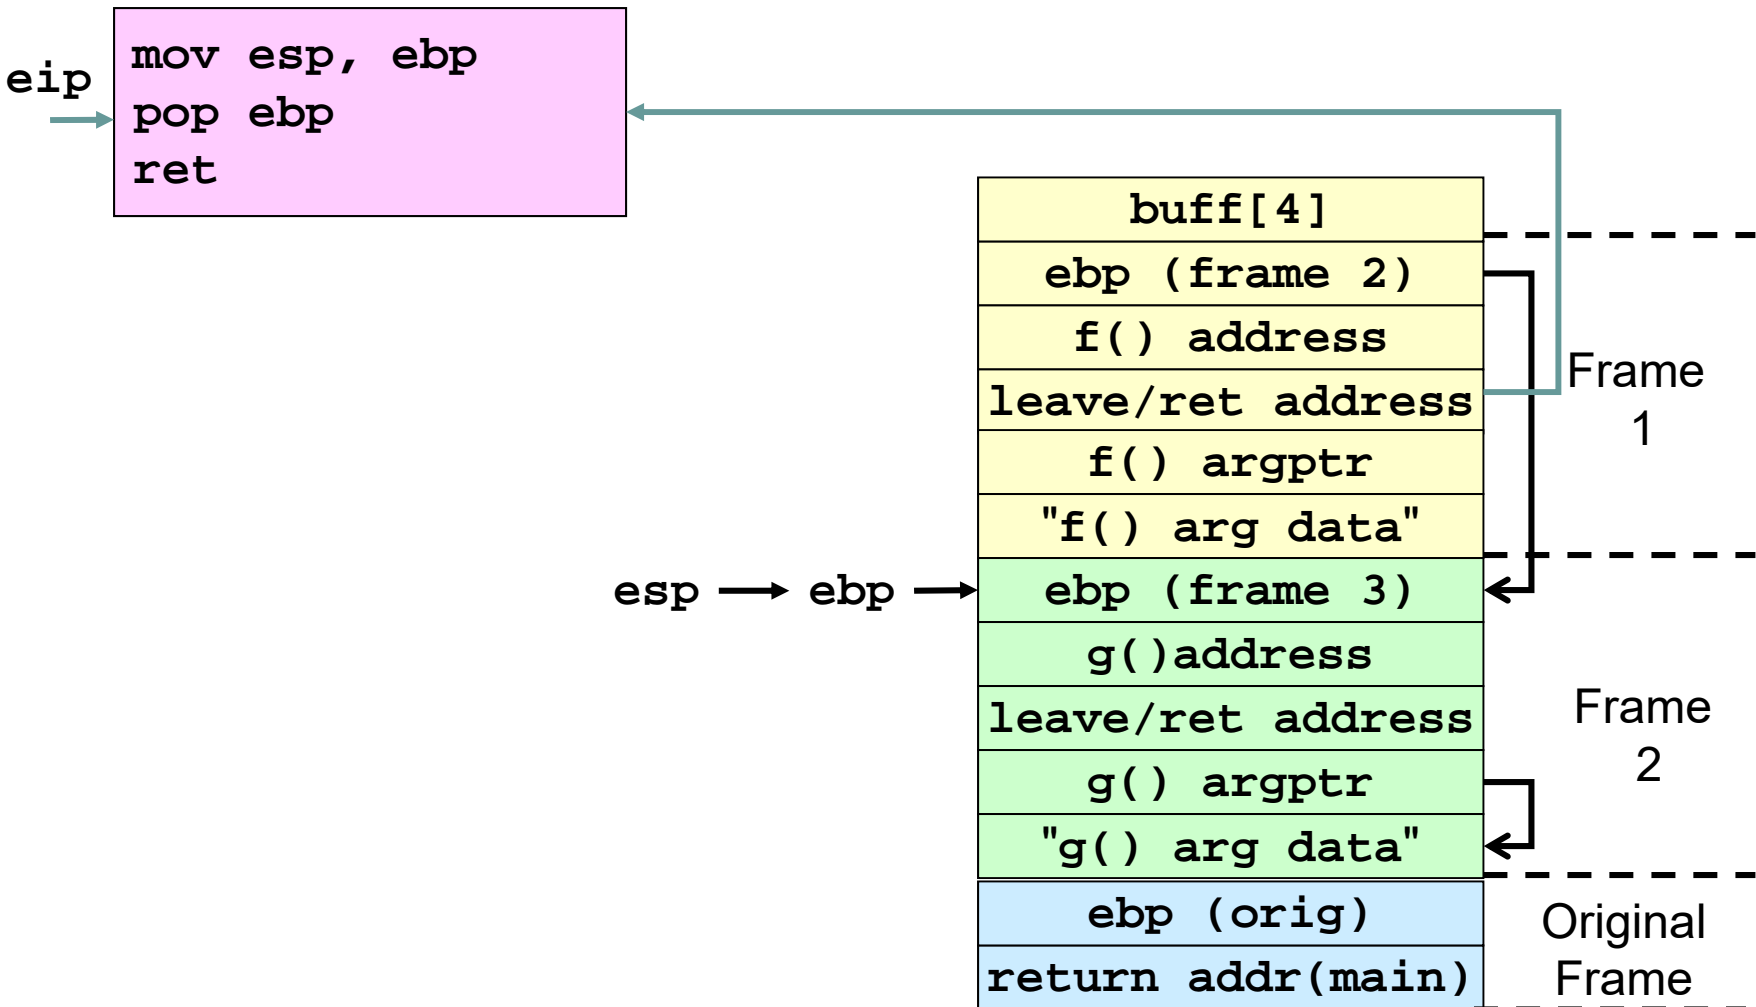 eip
mov esp, ebp
pop ebp
ret
buff[4]
ebp (frame 2)
f() address
leave/ret address
f() argptr
"f() arg data"
Frame
1
esp
ebp
ebp (frame 3)
g()address
leave/ret address
g() argptr
"g() arg data"
Frame
2
ebp (orig)
return addr(main)
Original
Frame